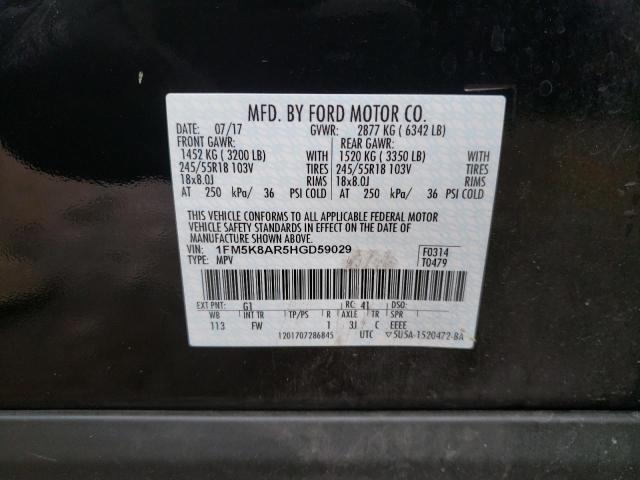 MFD. BY FORD MOTOR CO.
DATE: 07/17 GVWR: 2877 KG ( 6342 LB)
FRONT GAWR: REAR GAWR:
1452 KG ( 3200 LB) WITH 1520 KG ( 3350 LB) WITH
245/55R18 103V TIRES 245/55R18 103V TIRES
18x8.0J RIMS 18x8.0J RIMS
AT 250 kPa/ 36 PSI COLD AT 250 kPa/ 36 PSI COLD
THIS VEHICLE CONFORMS TO ALL APPLICABLE FEDERAL MOTOR
VEHICLE SAFETY STANDARDS IN EFFECT ON THE DATE OF
MANUFACTURE SHOWN ABOVE.
VIN: 1FM5K8AR5HGD59029 F0314
TYPE: MPV T0479
EXT PNT: G1 RC: 41 DSO:
WB INT TR TP/PS R AXLE TR SPR
113 FW 1 3J C EEEE
1201707286845 UTC ▽5U5A-1520472-BA